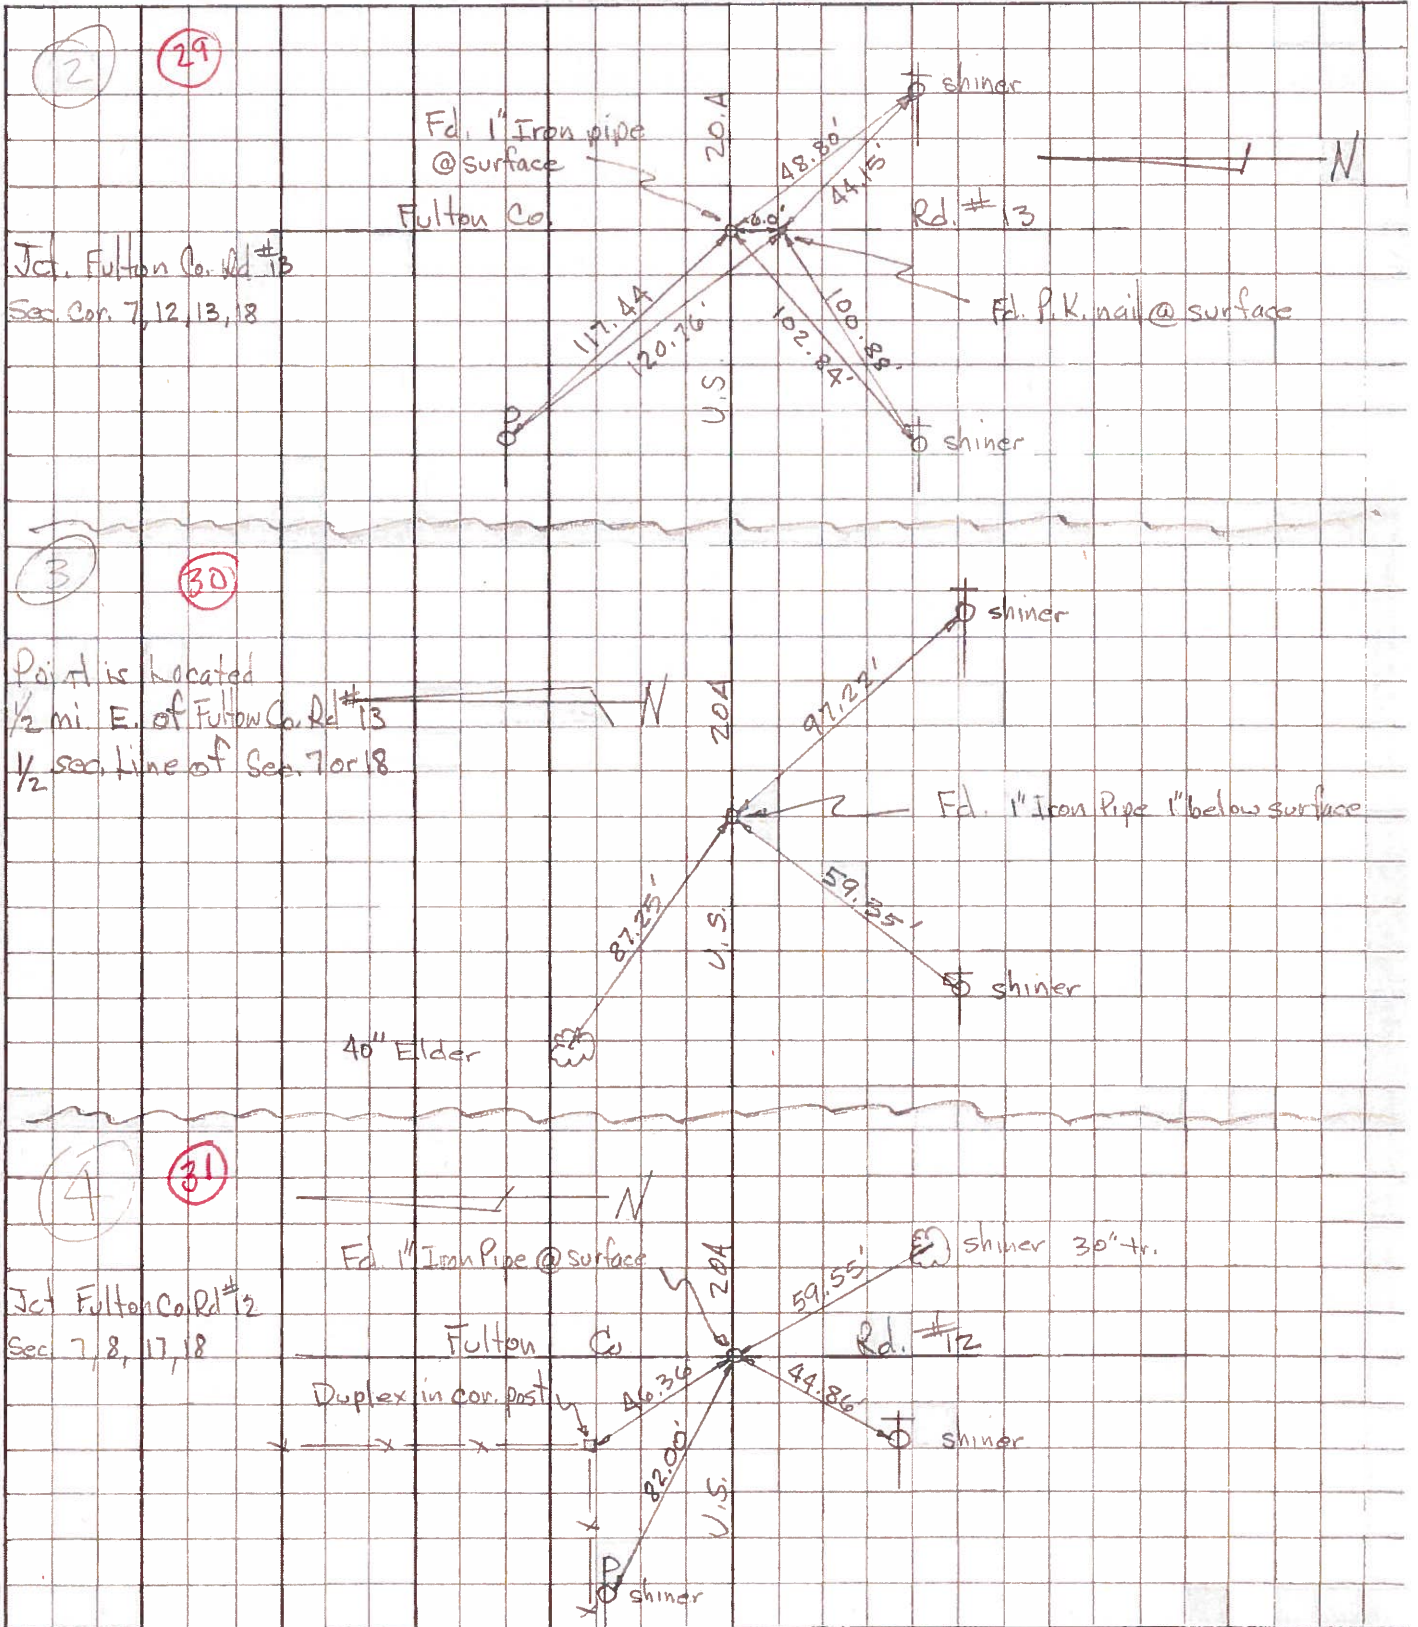 2
29
Fd. 1" Iron pipe
@ surface
20.A
shiner
N
48.80'
44.15'
6.0'
Fulton Co.
Rd. #13
Jct. Fulton Co. Rd #13
Sec. Cor. 7, 12, 13, 18
Fd. P.K. nail @ surface
117.44
120.76'
102.84'
100.88'
U.S.
shiner
3
30
shiner
Point is Located
1/2 mi. E. of Fulton Co. Rd #13
1/2 sec. Line of Sec. 7 or 18
N
20A
97.22'
Fd. 1" Iron Pipe 1" below surface
87.25'
59.35'
U.S.
shiner
40" Elder
4
31
N
Fd. 1" Iron Pipe @ surface
20A
shiner 30" tr.
59.55'
Jct Fulton Co. Rd #12
Sec 7, 8, 17, 18
Fulton Co
Rd. #12
Duplex in cor. post
46.36
44.86'
shiner
82.00'
U.S.
shiner